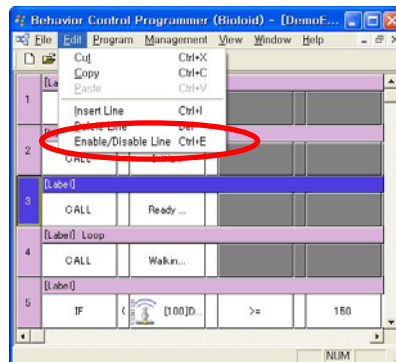 Behavior Control Programmer (Bioloid) - [DemoE...
File Edit Program Management View Window Help
Cut Ctrl+X
Copy Ctrl+C
Paste Ctrl+V
Insert Line Ctrl+I
Delete Line Del
Enable/Disable Line Ctrl+E
1
2
CALL
3 [Label]
CALL Ready ...
[Label] Loop
4
CALL Walkin...
[Label]
5
IF ( [100]D... >= 150
NUM